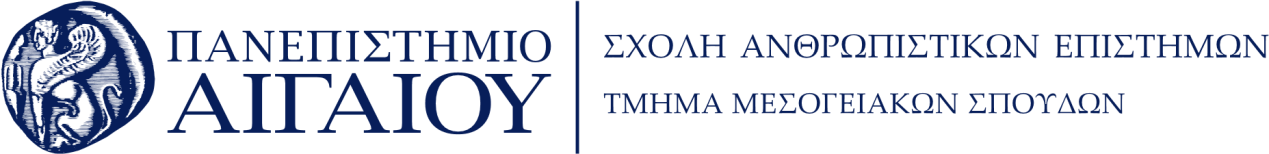 ΠΑΝΕΠΙΣΤΗΜΙΟ
ΑΙΓΑΙΟΥ
ΣΧΟΛΗ ΑΝΘΡΩΠΙΣΤΙΚΩΝ ΕΠΙΣΤΗΜΩΝ
ΤΜΗΜΑ ΜΕΣΟΓΕΙΑΚΩΝ ΣΠΟΥΔΩΝ